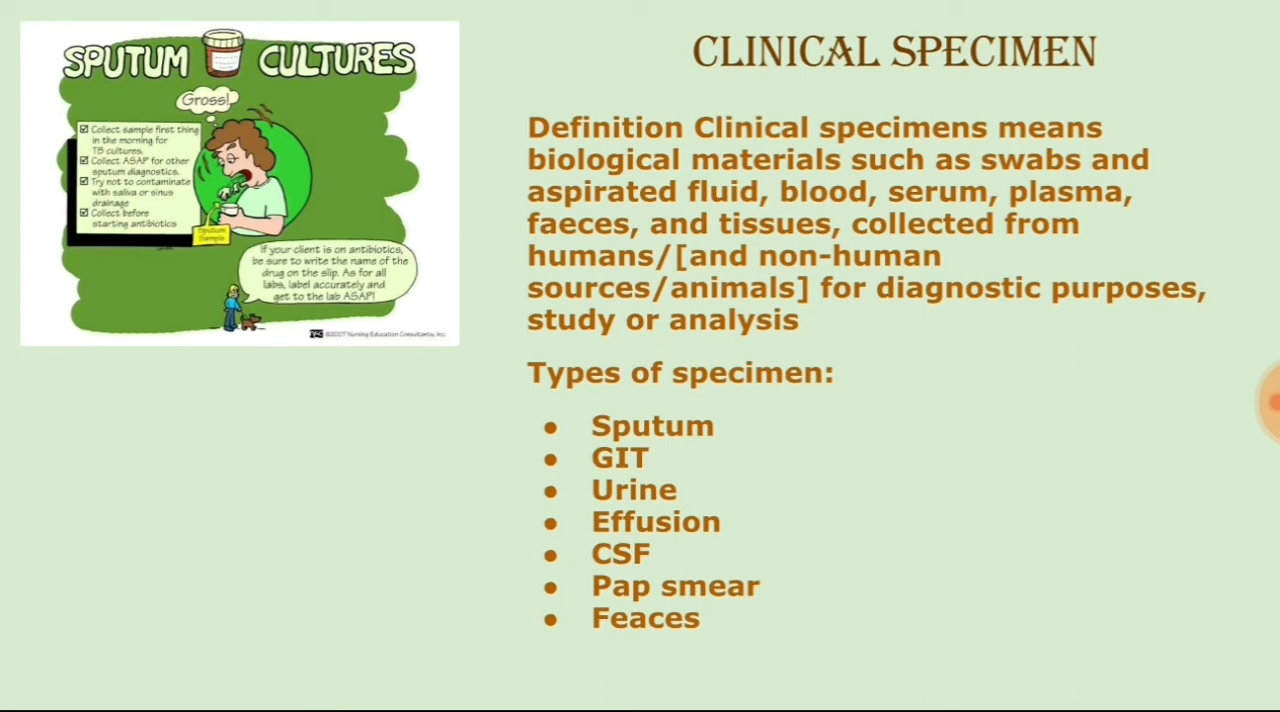 SPUTUM CULTURES
Gross!
☑ Collect sample first thing
in the morning for
TB cultures.
☑ Collect ASAP for other
sputum diagnostics.
☑ Try not to contaminate
with saliva or sinus
drainage
☑ Collect before
starting antibiotics
Sputum
Sample
If your client is on antibiotics,
be sure to write the name of the
drug on the slip. As for all
labs, label accurately and
get to the lab ASAP!
©2007 Nursing Education Consultants, Inc.
CLINICAL SPECIMEN
Definition Clinical specimens means
biological materials such as swabs and
aspirated fluid, blood, serum, plasma,
faeces, and tissues, collected from
humans/[and non-human
sources/animals] for diagnostic purposes,
study or analysis
Types of specimen:
● Sputum
● GIT
● Urine
● Effusion
● CSF
● Pap smear
● Feaces